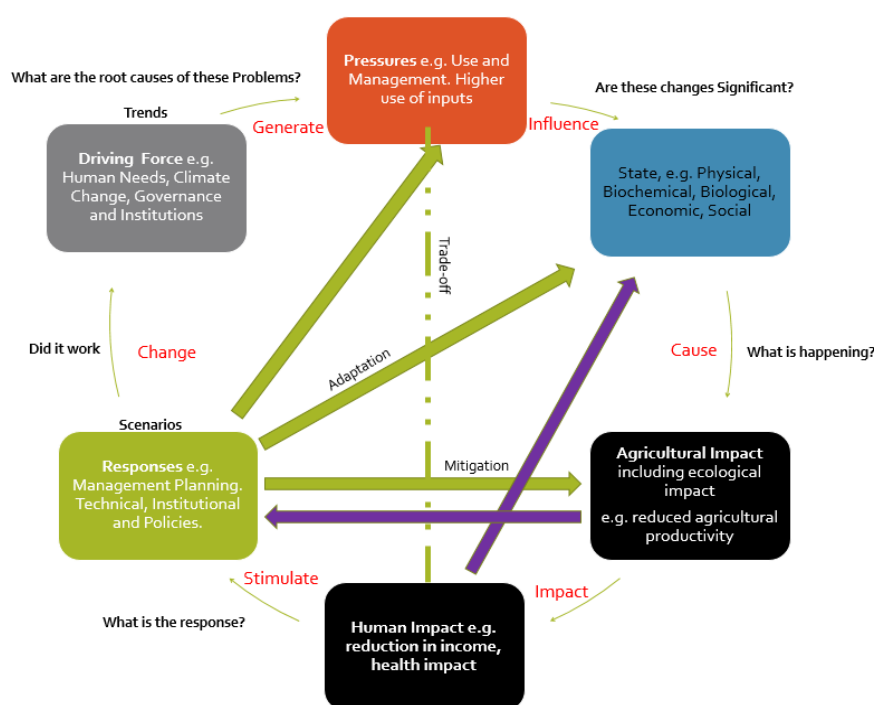 Pressures e.g. Use and
Management. Higher
use of inputs
What are the root causes of these Problems?
Are these changes Significant?
Trends
Generate
Influence
Driving Force e.g.
Human Needs, Climate
Change, Governance
and Institutions
State, e.g. Physical,
Biochemical, Biological,
Economic, Social
Trade-off
Did it work
Change
Adaptation
Cause
What is happening?
Scenarios
Responses e.g.
Management Planning.
Technical, Institutional
and Policies.
Mitigation
Agricultural Impact
including ecological
impact
e.g. reduced agricultural
productivity
Stimulate
Impact
What is the response?
Human Impact e.g.
reduction in income,
health impact